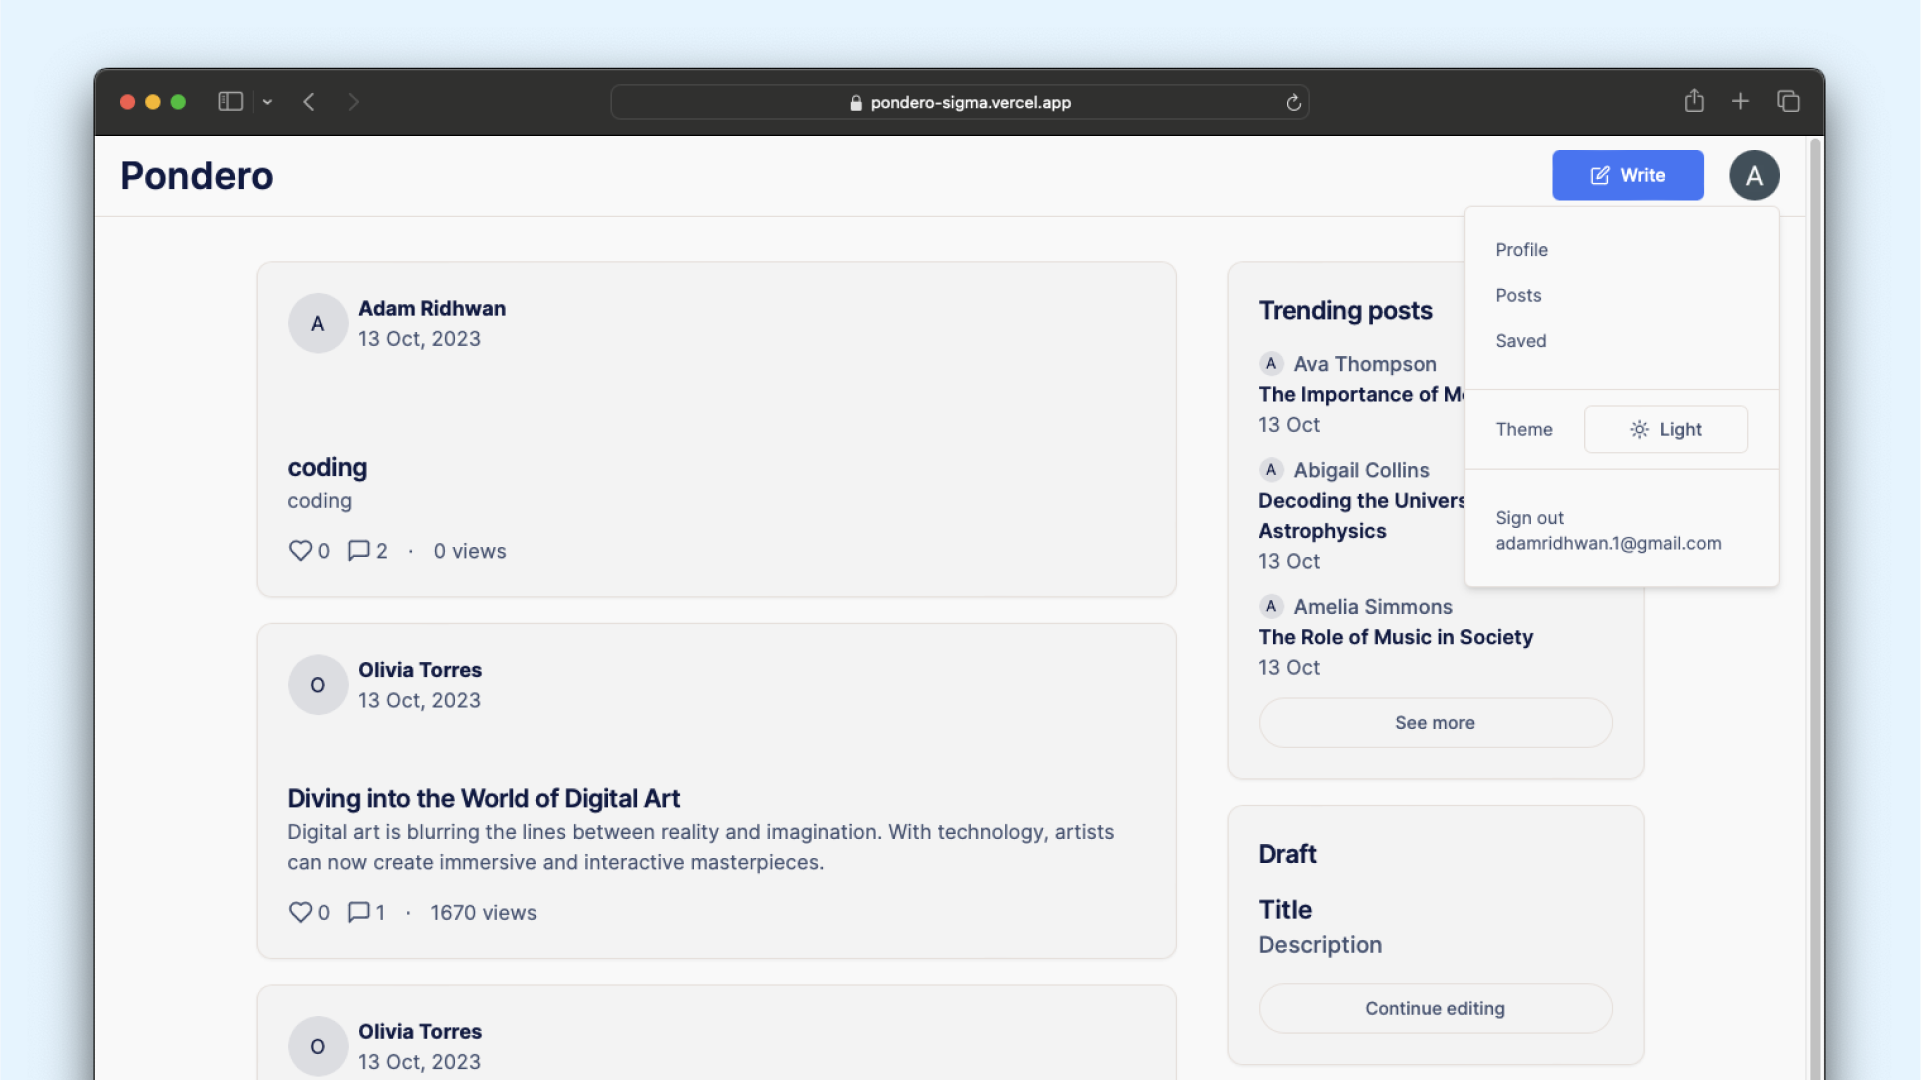 pondero-sigma.vercel.app
Pondero
Write
A
A
Adam Ridhwan
13 Oct, 2023
coding
coding
0 2 · 0 views
O
Olivia Torres
13 Oct, 2023
Diving into the World of Digital Art
Digital art is blurring the lines between reality and imagination. With technology, artists
can now create immersive and interactive masterpieces.
0 1 · 1670 views
O
Olivia Torres
13 Oct, 2023
Trending posts
A Ava Thompson
The Importance of
13 Oct
A Abigail Collins
Decoding the
Astrophysics
13 Oct
A Amelia Simmons
The Role of Music in Society
13 Oct
See more
Draft
Title
Description
Continue editing
Profile
Posts
Saved
Theme Light
Sign out
adamridhwan.1@gmail.com